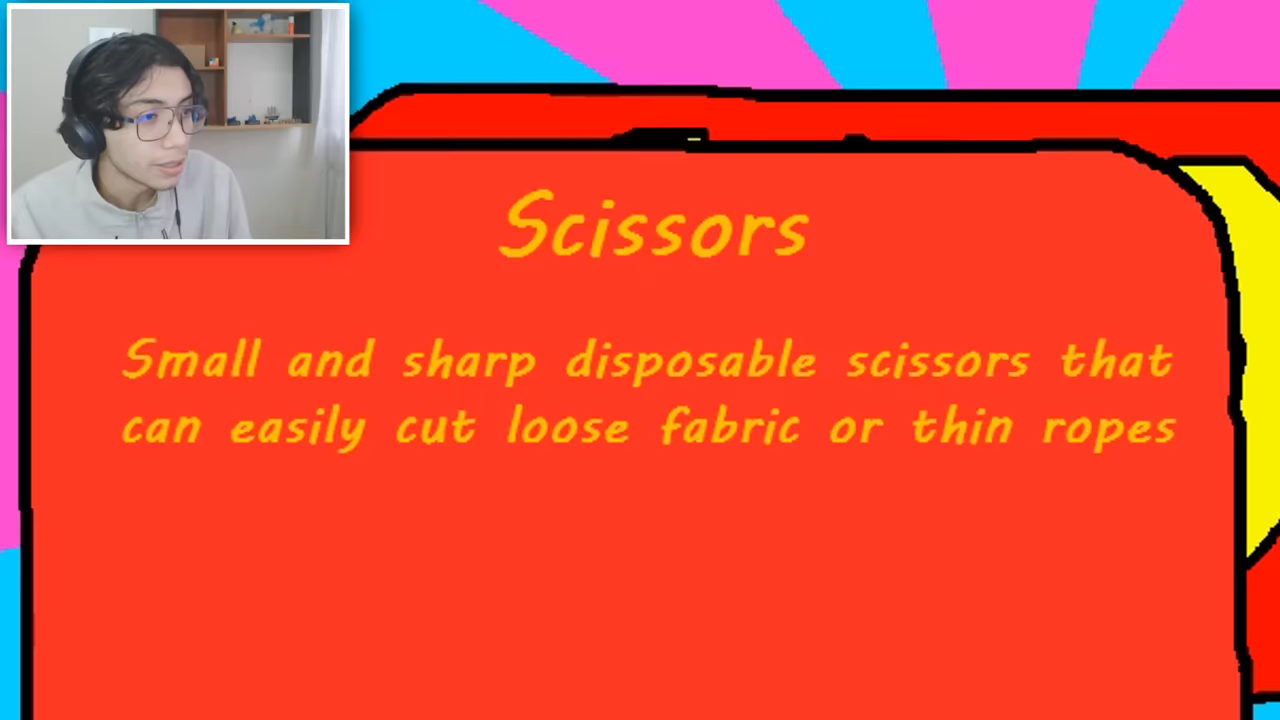 Scissors
Small and sharp disposable scissors that
can easily cut loose fabric or thin ropes